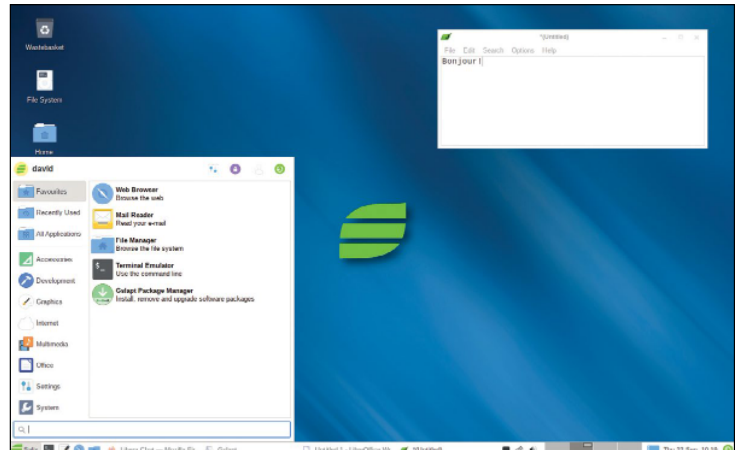 Wastebasket
File System
Home
*(Untitled)
File Edit Search Options Help
Bonjour!
david
Favourites
Recently Used
All Applications
Accessories
Development
Graphics
Internet
Multimedia
Office
Settings
System
Web Browser
Browse the web
Mail Reader
Read your e-mail
File Manager
Browse the file system
Terminal Emulator
Use the command line
Gslapt Package Manager
Install, remove and upgrade software packages